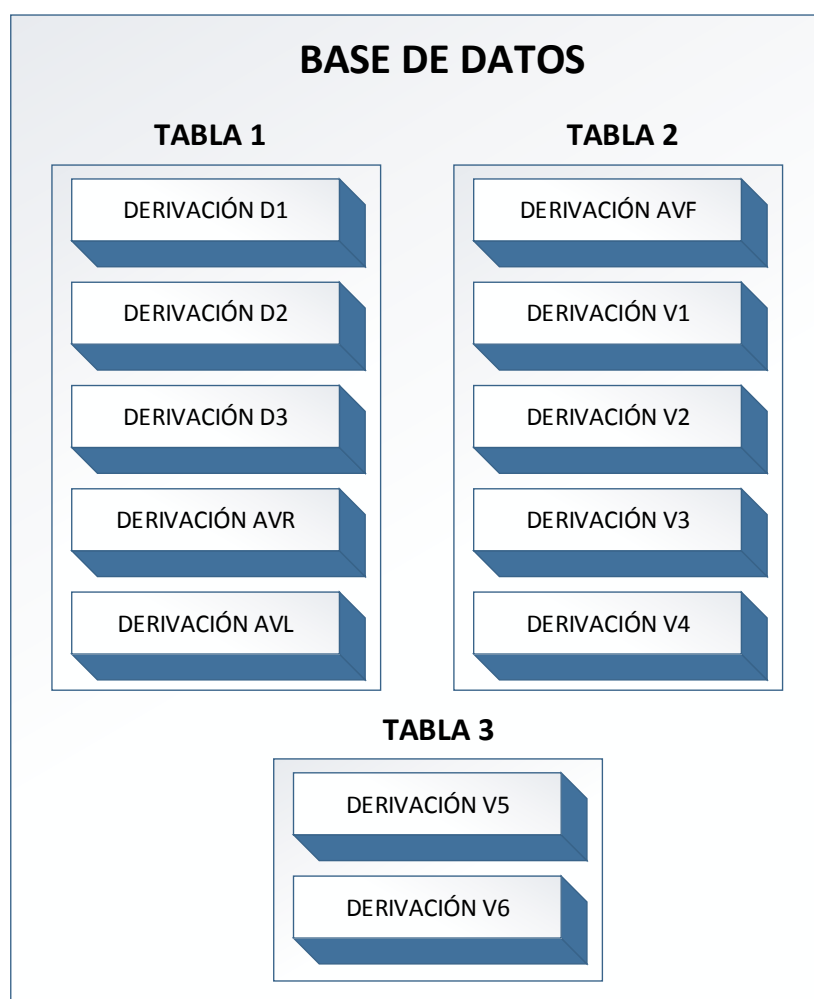 BASE DE DATOS
TABLA 1
DERIVACIÓN D1
DERIVACIÓN D2
DERIVACIÓN D3
DERIVACIÓN AVR
DERIVACIÓN AVL
TABLA 2
DERIVACIÓN AVF
DERIVACIÓN V1
DERIVACIÓN V2
DERIVACIÓN V3
DERIVACIÓN V4
TABLA 3
DERIVACIÓN V5
DERIVACIÓN V6